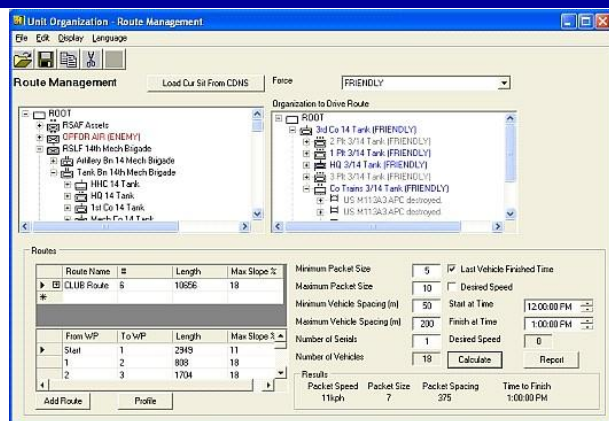 Unit Organization - Route Management
File Edit Display Language
Route Management
Load Cur Sit From CDNS
Force
FRIENDLY
Organization to Drive Route
ROOT
RSAF Assets
OPFOR AIR (ENEMY)
RSLF 14th Mech Brigade
Artillery Bn 14 Mech Brigade
Tank Bn 14th Mech Brigade
HHC 14 Tank
HQ 14 Tank
1st Co 14 Tank
Mech Co 14 Tank
ROOT
3rd Co 14 Tank (FRIENDLY)
2 Plt 3/14 Tank (FRIENDLY)
1 Plt 3/14 Tank (FRIENDLY)
HQ 3/14 Tank (FRIENDLY)
3 Plt 3/14 Tank (FRIENDLY)
Co Trains 3/14 Tank (FRIENDLY)
US M113A3 APC destroyed.
US M113A3 APC destroyed.
Routes
Route Name # Length Max Slope %
CLUB Route 6 10656 18
From WP To WP Length Max Slope %
Start 1 2949 11
1 2 808 18
2 3 1704 18
Add Route Profile
Minimum Packet Size 5
Maximum Packet Size 10
Minimum Vehicle Spacing (m) 50
Maximum Vehicle Spacing (m) 200
Number of Serials 1
Number of Vehicles 18
Last Vehicle Finished Time
Desired Speed
Start at Time 12:00:00 PM
Finish at Time 1:00:00 PM
Desired Speed 0
Calculate Report
Results
Packet Speed Packet Size Packet Spacing Time to Finish
11kph 7 375 1:00:00 PM